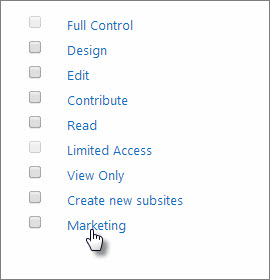 Full Control
Design
Edit
Contribute
Read
Limited Access
View Only
Create new subsites
Marketing